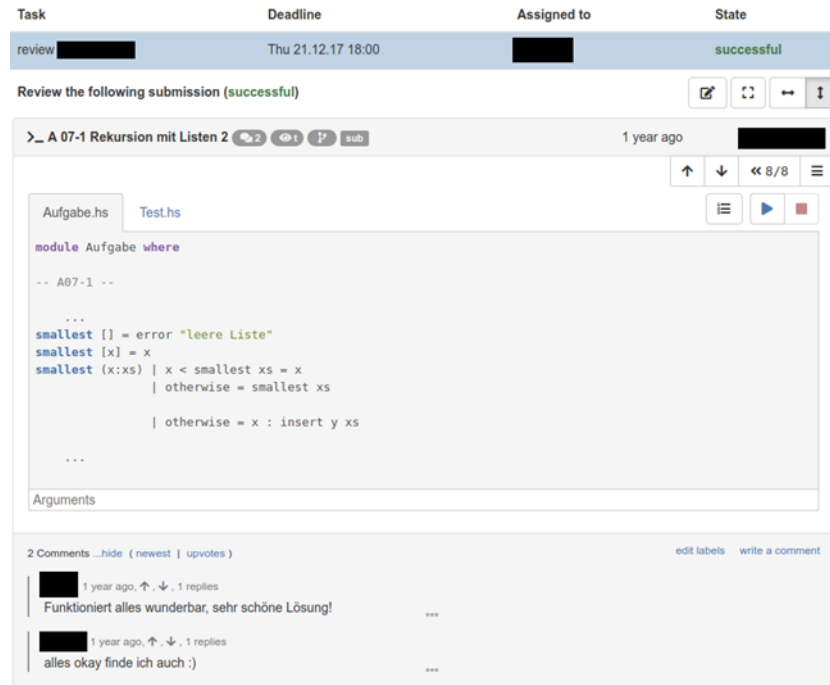 Task Deadline Assigned to State
review Thu 21.12.17 18:00 successful
Review the following submission (successful)
>_ A 07-1 Rekursion mit Listen 2 2 t sub 1 year ago
8/8
Aufgabe.hs Test.hs
module Aufgabe where
-- A07-1 --
...
smallest [] = error "leere Liste"
smallest [x] = x
smallest (x:xs) | x < smallest xs = x
| otherwise = smallest xs
| otherwise = x : insert y xs
...
Arguments
2 Comments ...hide ( newest | upvotes ) edit labels write a comment
1 year ago, ↑ , ↓ , 1 replies
Funktioniert alles wunderbar, sehr schöne Lösung!
1 year ago, ↑ , ↓ , 1 replies
alles okay finde ich auch :)